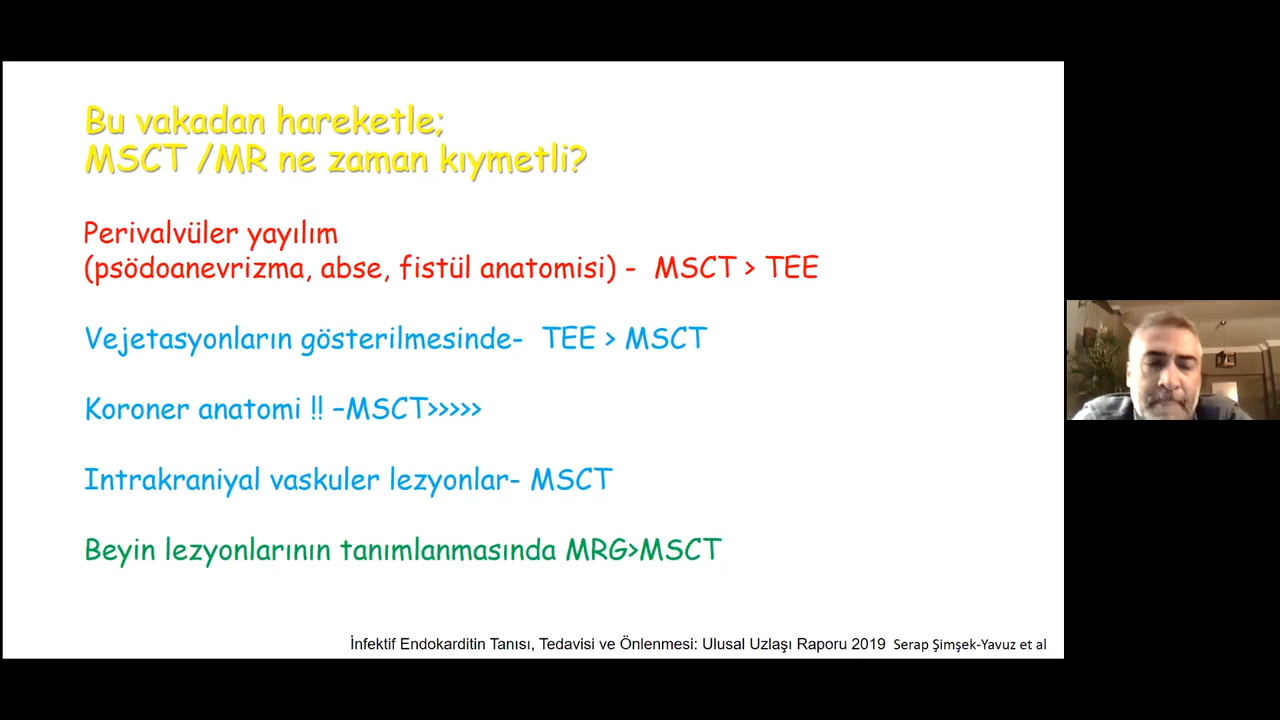 Bu vakadan hareketle;
MSCT /MR ne zaman kıymetli?
Perivalvüler yayılım
(psödoanevrizma, abse, fistül anatomisi) - MSCT > TEE
Vejetasyonların gösterilmesinde- TEE > MSCT
Koroner anatomi !! –MSCT>>>>>
Intrakraniyal vaskuler lezyonlar- MSCT
Beyin lezyonlarının tanımlanmasında MRG>MSCT
İnfektif Endokarditin Tanısı, Tedavisi ve Önlenmesi: Ulusal Uzlaşı Raporu 2019 Serap Şimşek-Yavuz et al